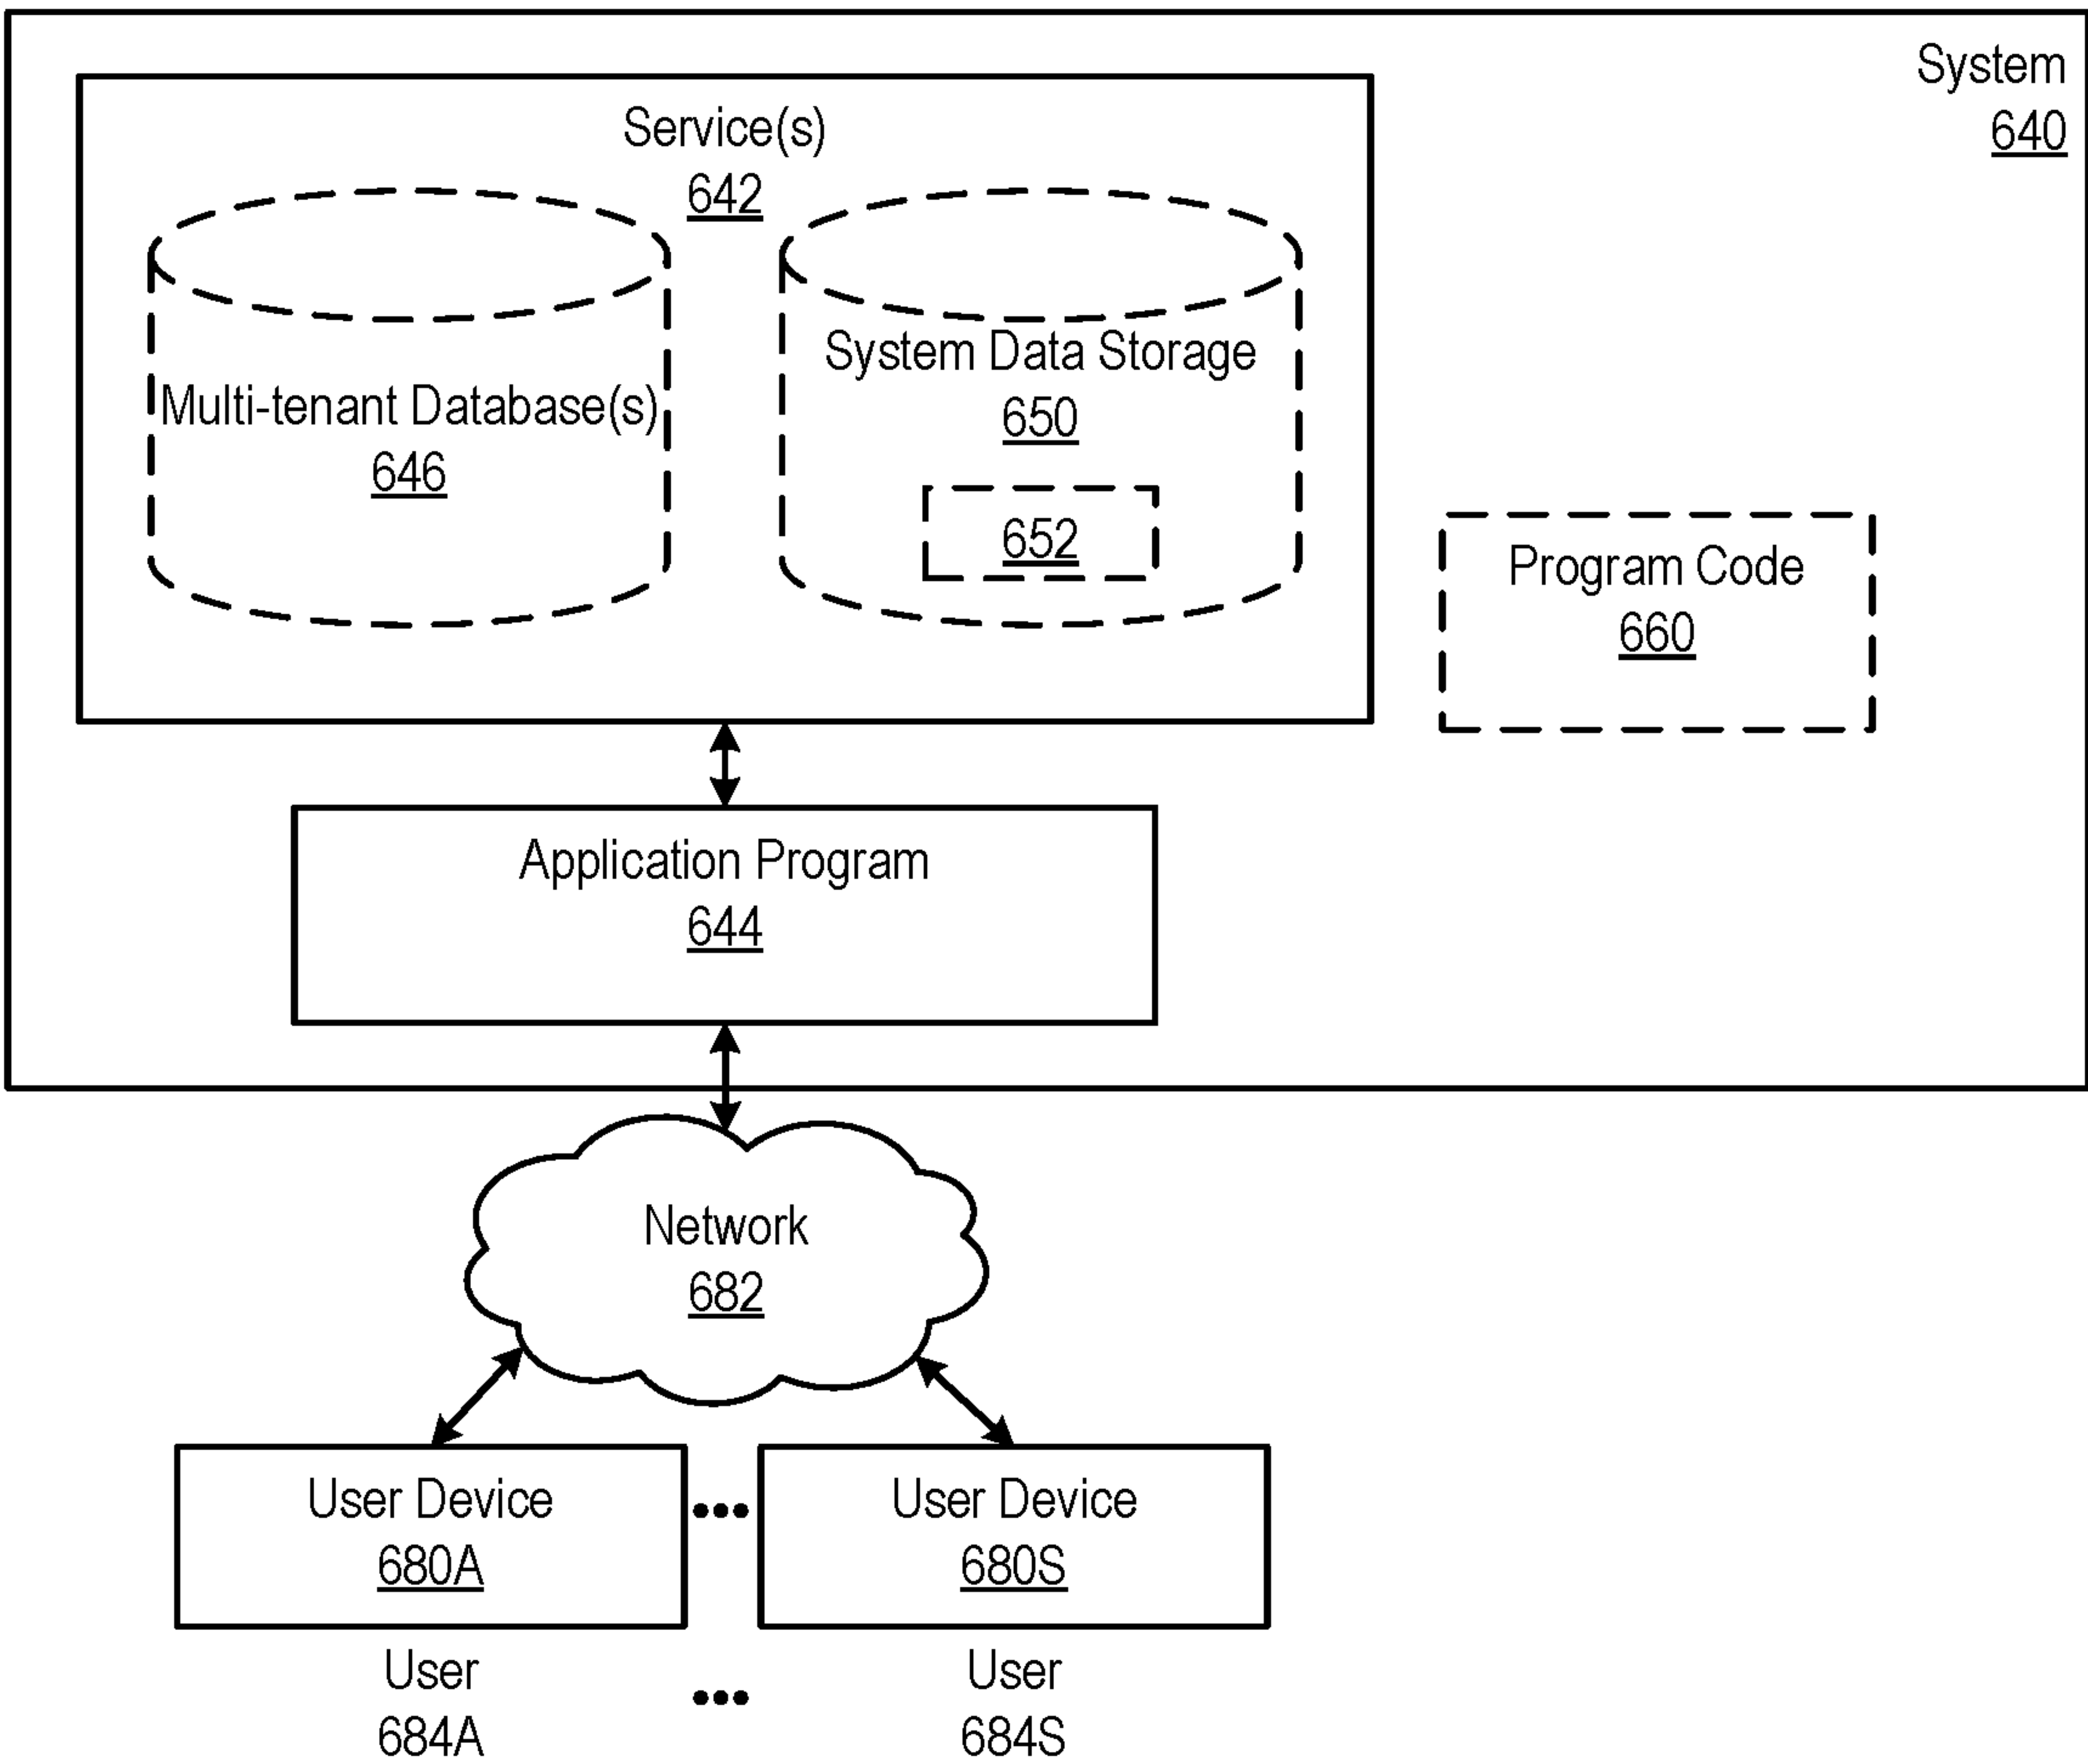 System
640
Service(s)
642
Multi-tenant Database(s)
646
System Data Storage
650
652
Program Code
660
Application Program
644
Network
682
User Device
680A
User Device
680S
User
684A
User
684S